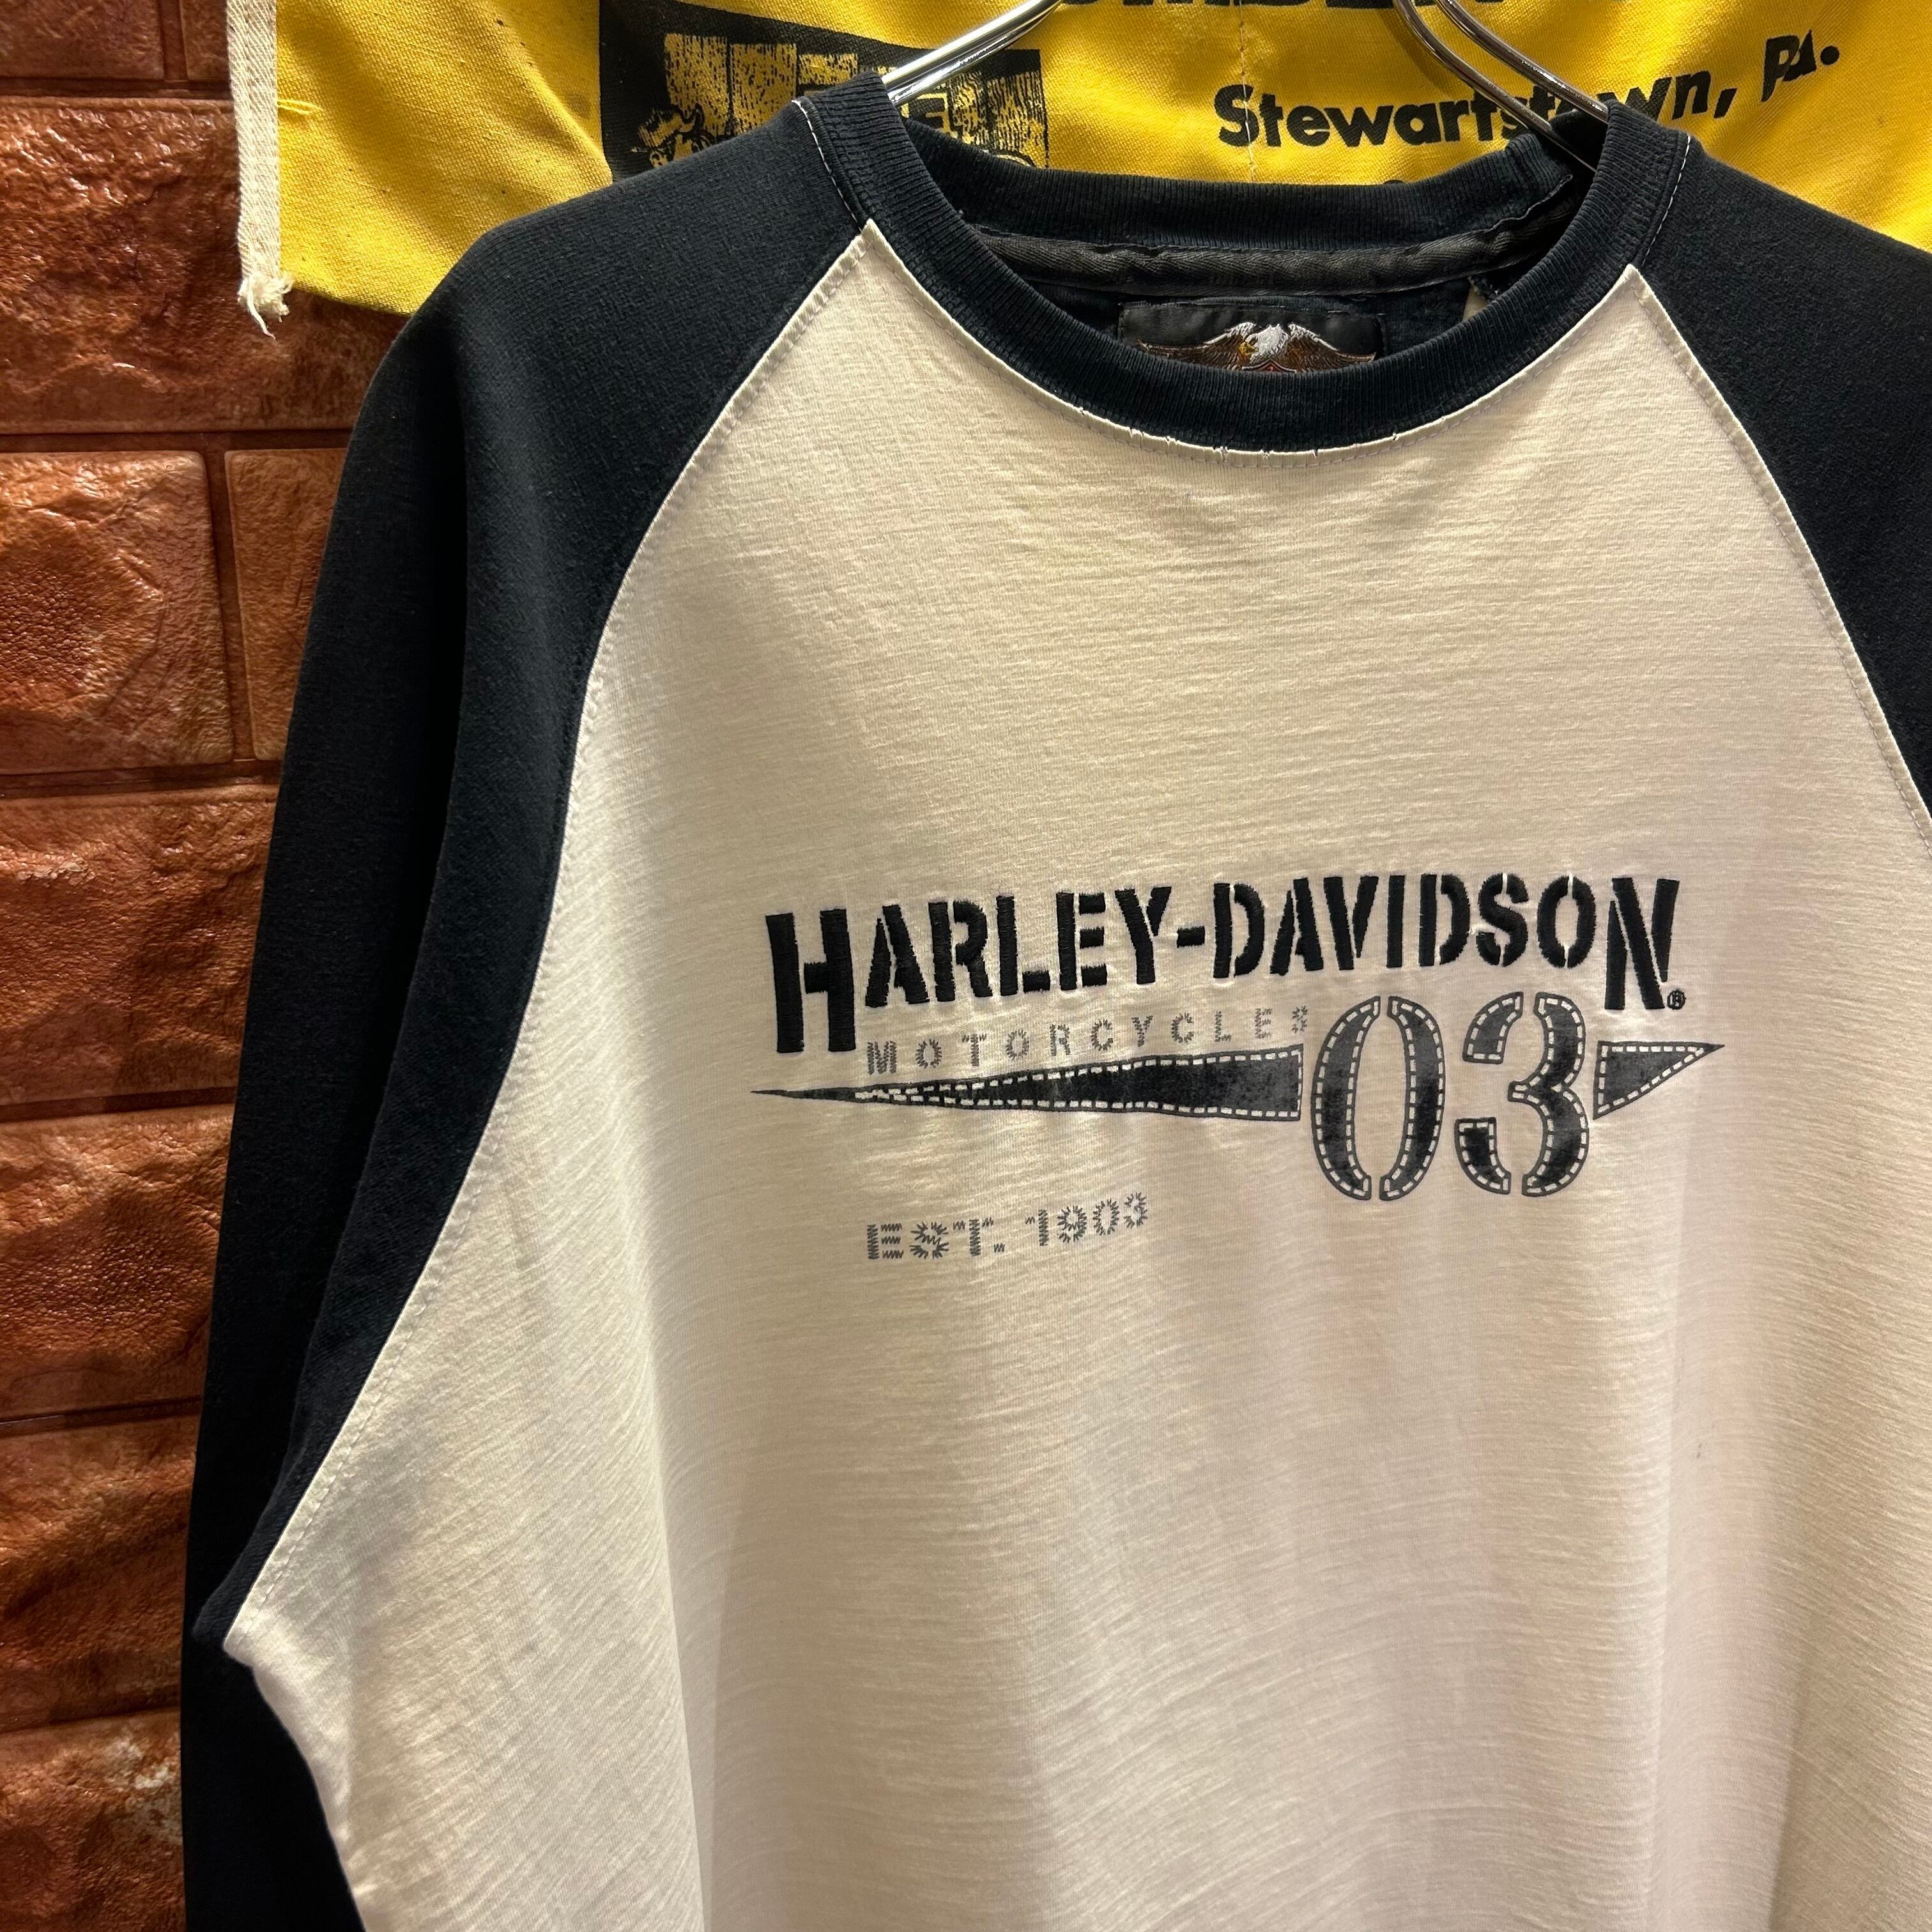 Stewartstown, Pa.
HARLEY-DAVIDSON®
MOTORCYCLES
03
EST. 1903